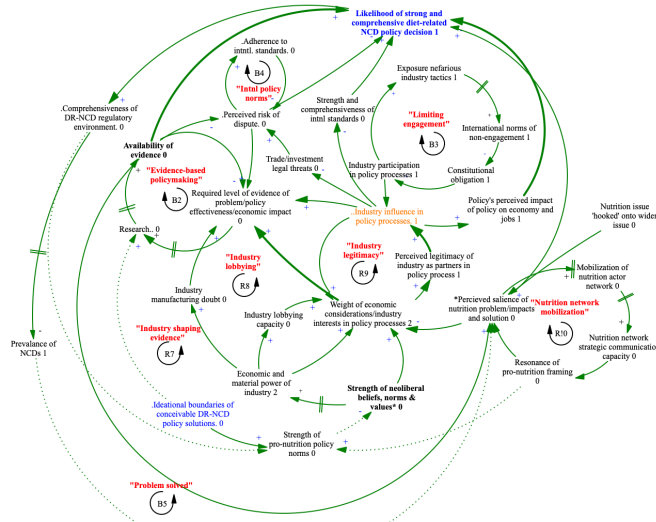 Likelihood of strong and
comprehensive diet-related
NCD policy decision 1
.Adherence to
intntl. standards. 0
B4
"Intnl policy
norms"
Exposure nefarious
industry tactics 1
.Comprehensiveness of
DR-NCD regulatory
environment. 0
.Perceived risk of
dispute. 0
Strength and
comprehensiveness of
intnl standards 0
"Limiting
engagement"
B3
International norms of
non-engagement 1
Availability of
evidence 0
Trade/investment
legal threats 0
Industry participation
in policy processes 1
Constitutional
obligation 1
"Evidence-based
policymaking"
B2
Required level of evidence of
problem/policy
effectiveness/economic impact
0
Policy's perceived impact
of policy on economy and
jobs 1
Nutrition issue
'hooked' onto wider
issue 0
..Industry influence in
policy processes. 1
Research.. 0
"Industry
lobbying"
R8
"Industry
legitimacy"
R9
Perceived legitimacy of
industry as partners in
policy process 1
Mobilization of
nutrition actor
network 0
Industry
manufacturing doubt 0
*Percieved salience of
nutrition problem/impacts
and solution 0
"Nutrition network
mobilization"
R!0
Industry lobbying
capacity 0
Weight of economic
considerations/industry
interests in policy processes 2
"Industry shaping
evidence"
R7
Prevalance of
NCDs 1
Nutrition network
strategic communication
capacity 0
Economic and
material power of
industry 2
Resonance of
pro-nutrition framing
0
Strength of neoliberal
beliefs, norms &
values* 0
.Ideational boundaries of
conceivable DR-NCD
policy solutions. 0
Strength of
pro-nutrition policy
norms 0
"Problem solved"
B5